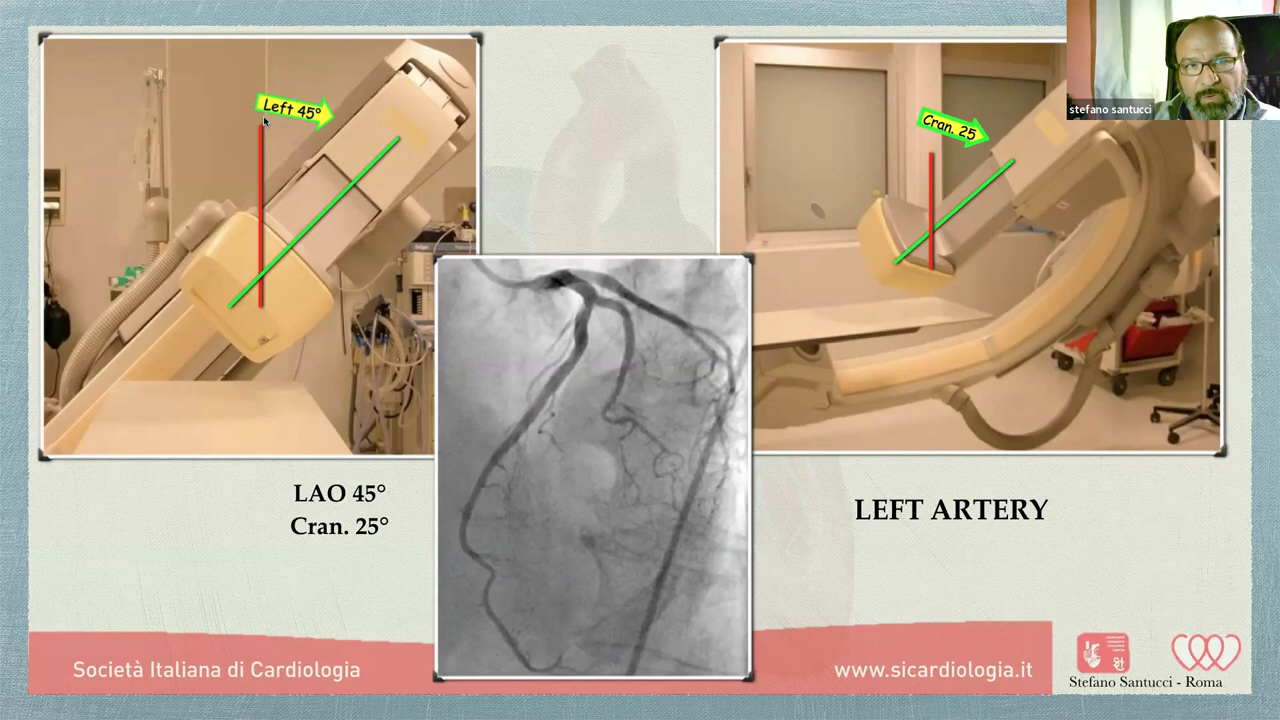 Left 45°
Cran. 25
stefano santucci
LAO 45°
Cran. 25°
LEFT ARTERY
Società Italiana di Cardiologia
www.sicardiologia.it
Stefano Santucci - Roma